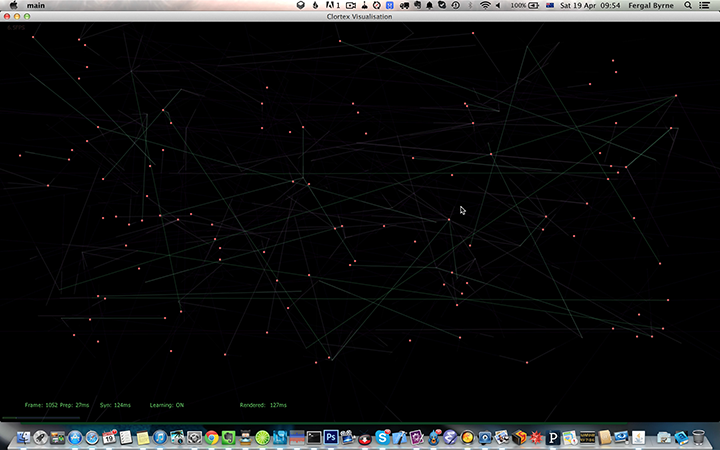 main 1 100% Sat 19 Apr 09:54 Fergal Byrne
Clortex Visualisation
Frame: 1052 Prep: 27ms Syn: 124ms Learning: ON Rendered: 127ms